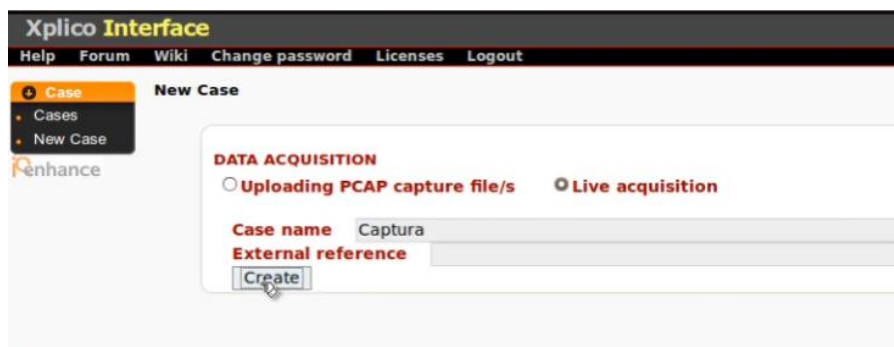 Xplico Interface
Help Forum Wiki Change password Licenses Logout
Case
Cases
New Case
iRenhance
New Case
DATA ACQUISITION
Uploading PCAP capture file/s Live acquisition
Case name Captura
External reference
Create